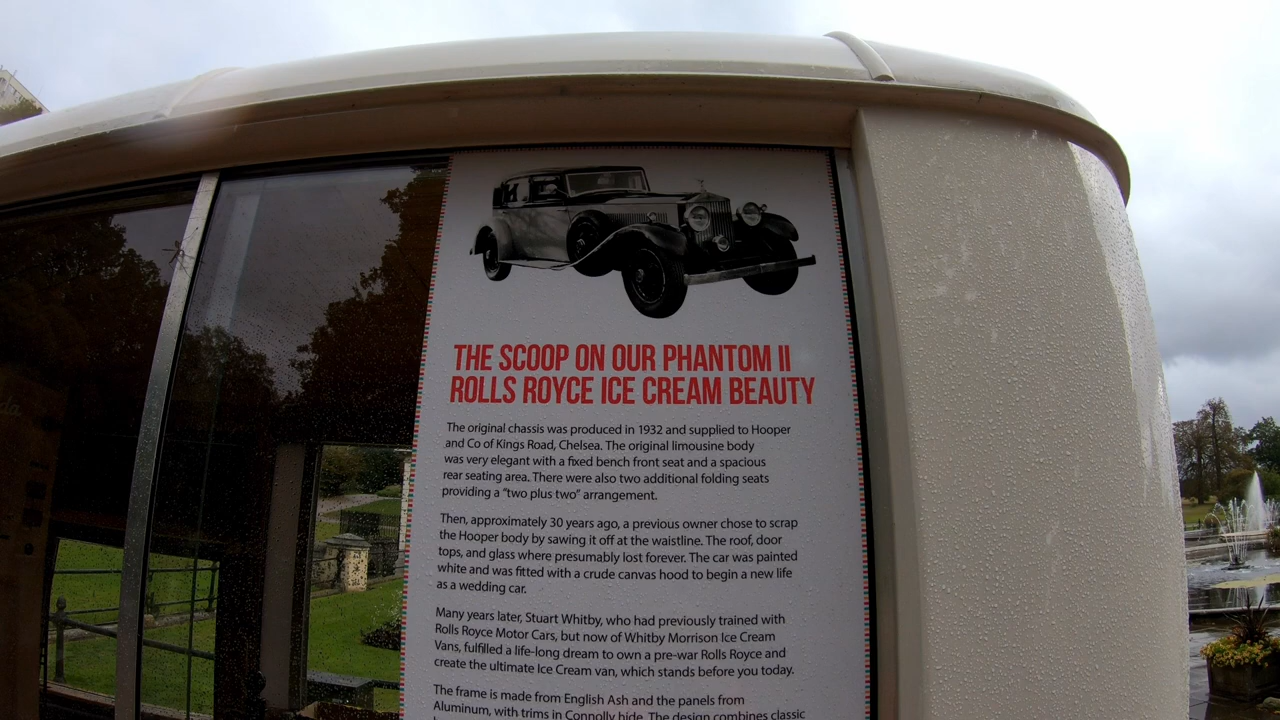 THE SCOOP ON OUR PHANTOM II
ROLLS ROYCE ICE CREAM BEAUTY
The original chassis was produced in 1932 and supplied to Hooper
and Co of Kings Road, Chelsea. The original limousine body
was very elegant with a fixed bench front seat and a spacious
rear seating area. There were also two additional folding seats
providing a “two plus two” arrangement.
Then, approximately 30 years ago, a previous owner chose to scrap
the Hooper body by sawing it off at the waistline. The roof, door
tops, and glass where presumably lost forever. The car was painted
white and was fitted with a crude canvas hood to begin a new life
as a wedding car.
Many years later, Stuart Whitby, who had previously trained with
Rolls Royce Motor Cars, but now of Whitby Morrison Ice Cream
Vans, fulfilled a life-long dream to own a pre-war Rolls Royce and
create the ultimate Ice Cream van, which stands before you today.
The frame is made from English Ash and the panels from
Aluminum, with trims in Connolly hide. The design combines classic